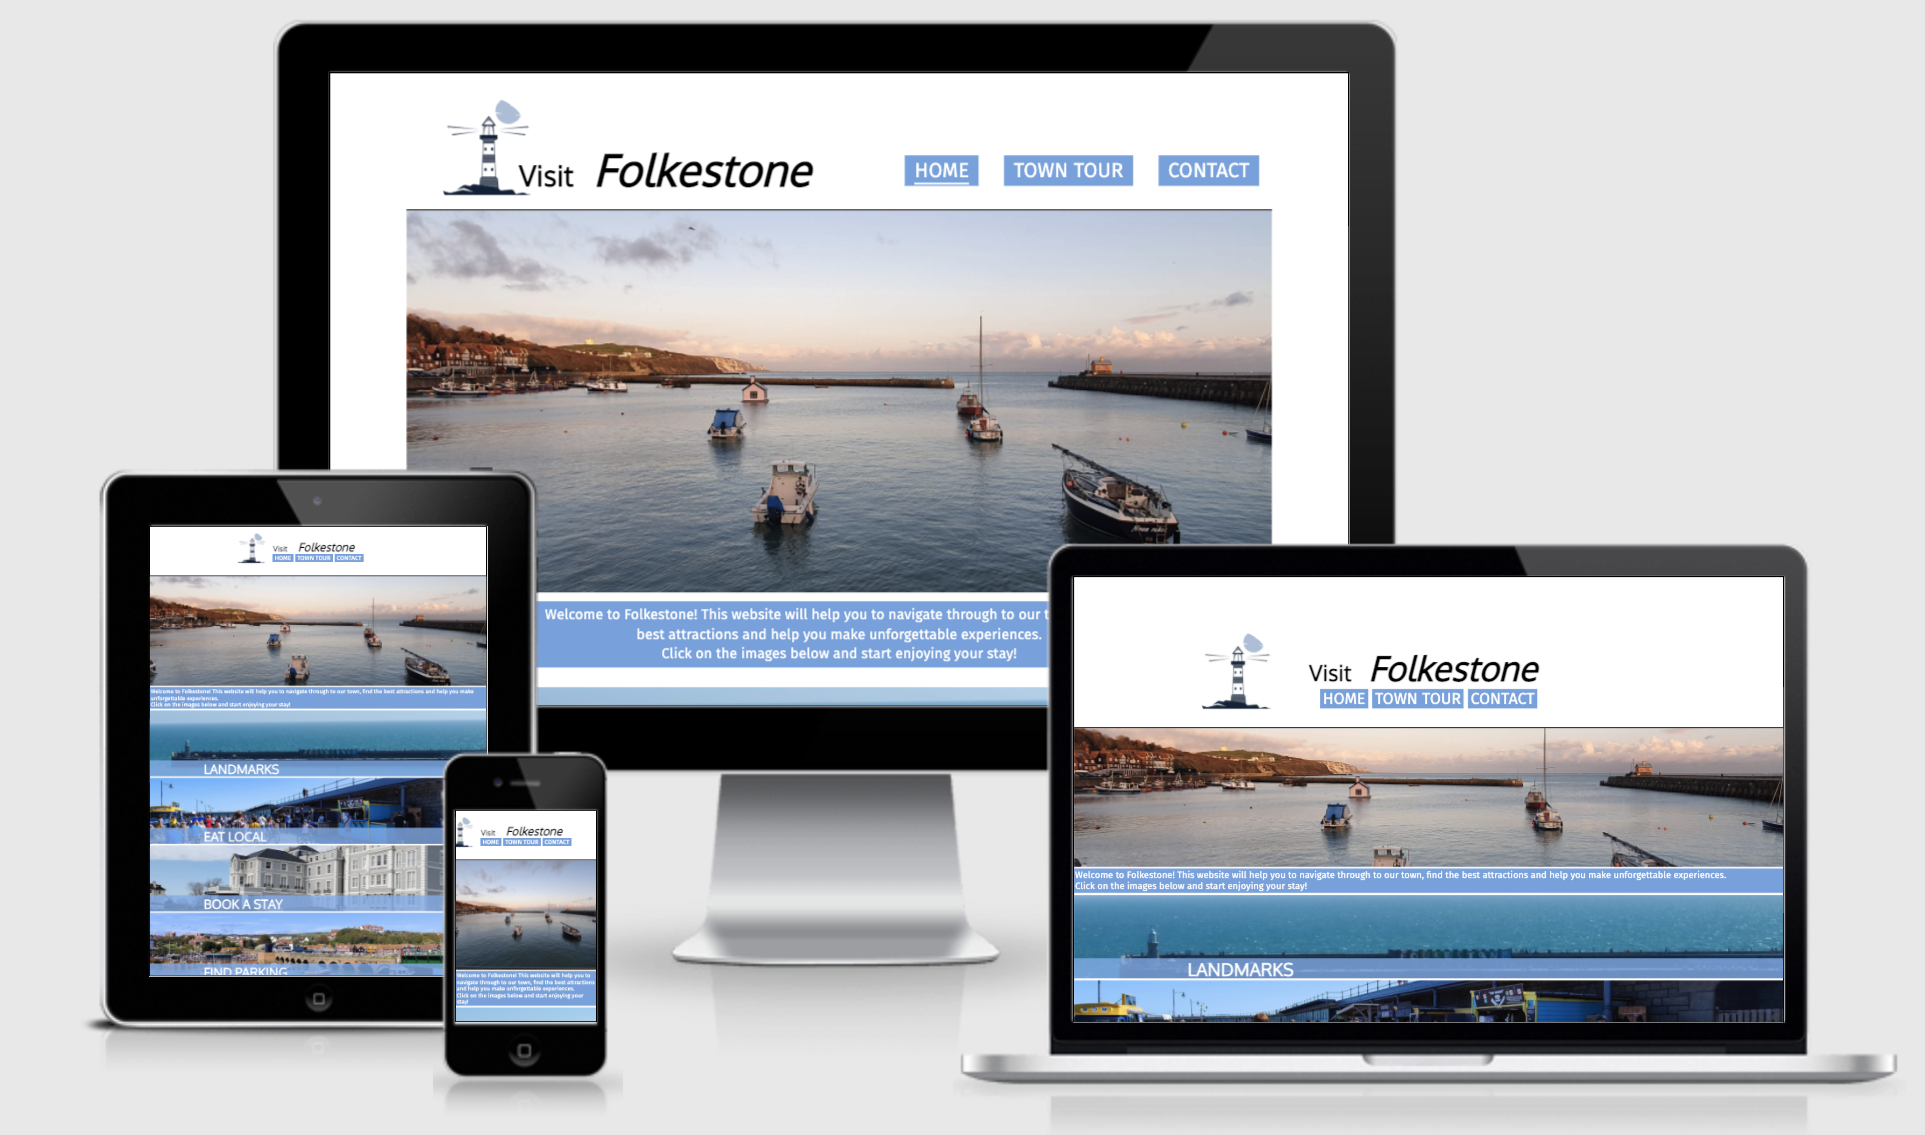 Visit Folkestone
HOME TOWN TOUR CONTACT
Welcome to Folkestone! This website will help you to navigate through to our t
best attractions and help you make unforgettable experiences.
Click on the images below and start enjoying your stay!
Visit Folkestone
HOME TOWN TOUR CONTACT
Welcome to Folkestone! This website will help you to navigate through to our town, find the best attractions and help you make
unforgettable experiences.
Click on the images below and start enjoying your stay!
LANDMARKS
EAT LOCAL
BOOK A STAY
FIND PARKING
Visit Folkestone
HOME TOWN TOUR CONTACT
Welcome to Folkestone! This website will help you to
navigate through to our town, find the best attractions
and help you make unforgettable experiences.
Click on the images below and start enjoying your
stay!
Visit Folkestone
HOME TOWN TOUR CONTACT
Welcome to Folkestone! This website will help you to navigate through to our town, find the best attractions and help you make unforgettable experiences.
Click on the images below and start enjoying your stay!
LANDMARKS